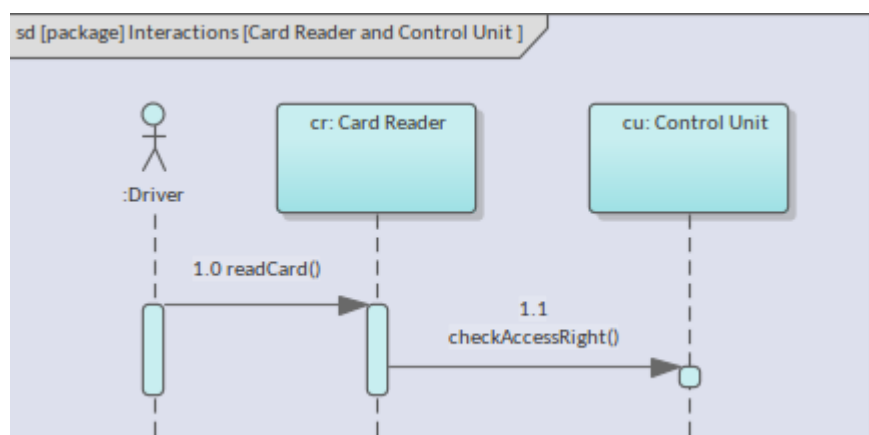 sd [package] Interactions [Card Reader and Control Unit ]
cr: Card Reader
cu: Control Unit
:Driver
1.0 readCard()
1.1
checkAccessRight()